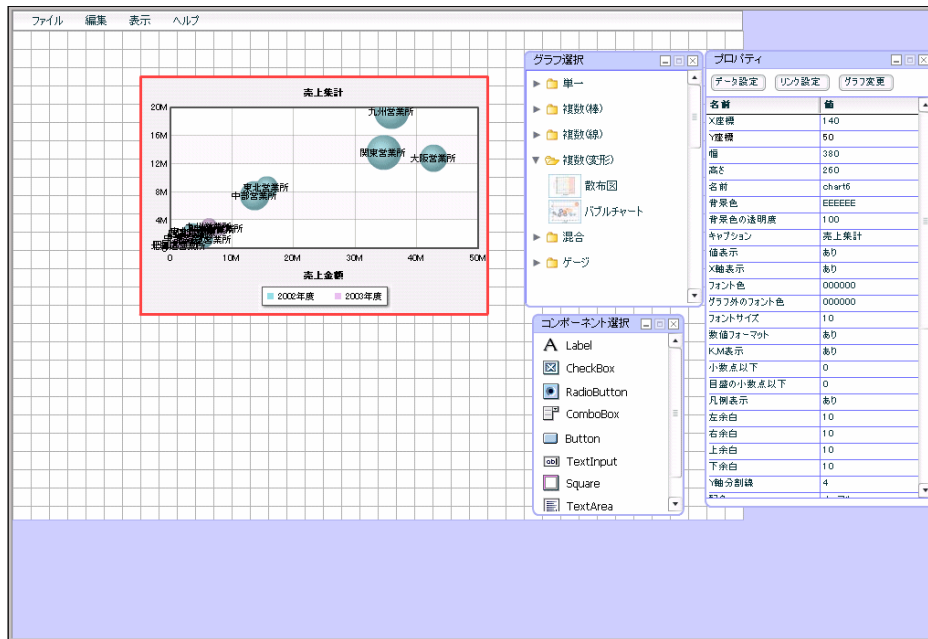 ファイル 編集 表示 ヘルプ
売上集計
20M
16M
12M
8M
4M
0
10M
20M
30M
40M
50M
九州営業所
関東営業所
大阪営業所
東北営業所
中部営業所
売上金額
2002年度 2003年度
グラフ選択
単一
複数(棒)
複数(線)
複数(変形)
散布図
バブルチャート
混合
ゲージ
コンポーネント選択
Label
CheckBox
RadioButton
ComboBox
Button
TextInput
Square
TextArea
プロパティ
データ設定 リンク設定 グラフ変更
名前 値
X座標 140
Y座標 50
幅 380
高さ 260
名前 chart6
背景色 EEEEEE
背景色の透明度 100
キャプション 売上集計
値表示 あり
X軸表示 あり
フォント色 000000
グラフ外のフォント色 000000
フォントサイズ 10
数値フォーマット あり
K,M表示 あり
小数点以下 0
目盛の小数点以下 0
凡例表示 あり
左余白 10
右余白 10
上余白 10
下余白 10
Y軸分割線 4